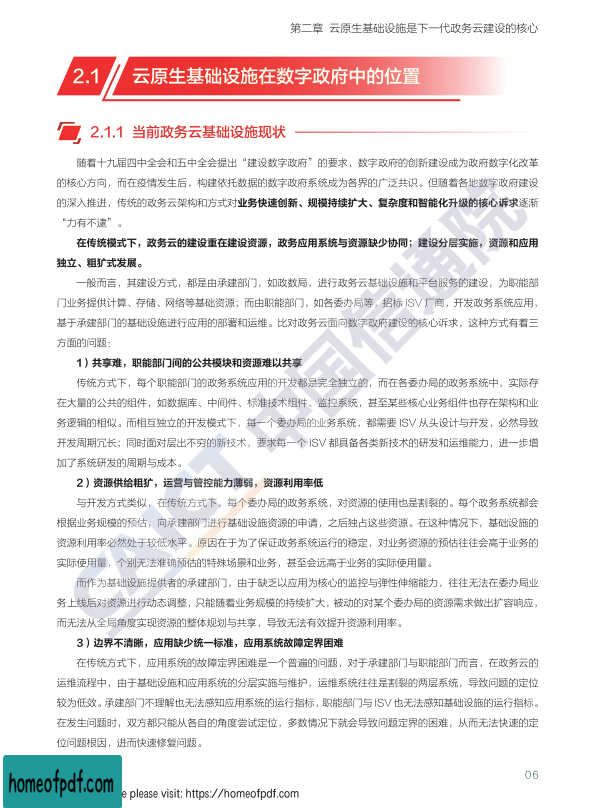 第二章 云原生基础设施是下一代政务云建设的核心
2.1 云原生基础设施在数字政府中的位置
2.1.1 当前政务云基础设施现状
随着十九届四中全会和五中全会提出“建设数字政府”的要求，数字政府的创新建设成为政府数字化改革
的核心方向，而在疫情发生后，构建依托数据的数字政府系统成为各界的广泛共识。但随着各地数字政府建设
的深入推进，传统的政务云架构和方式对业务快速创新、规模持续扩大、复杂度和智能化升级的核心诉求逐渐
“力有不逮”。
在传统模式下，政务云的建设重在建设资源，政务应用系统与资源缺少协同；建设分层实施，资源和应用
独立、粗犷式发展。
一般而言，其建设方式，都是由承建部门，如政数局，进行政务云基础设施和平台服务的建设，为职能部
门业务提供计算、存储、网络等基础资源；而由职能部门，如各委办局等，招标 ISV 厂商，开发政务系统应用，
基于承建部门的基础设施进行应用的部署和运维。比对政务云面向数字政府建设的核心诉求，这种方式有着三
方面的问题：
1）共享难，职能部门间的公共模块和资源难以共享
传统方式下，每个职能部门的政务系统应用的开发都是完全独立的，而在各委办局的政务系统中，实际存
在大量的公共的组件，如数据库、中间件、标准技术组件、监控系统，甚至某些核心业务组件也存在架构和业
务逻辑的相似。而相互独立的开发模式下，每一个委办局的业务系统，都需要 ISV 从头设计与开发，必然导致
开发周期冗长；同时面对层出不穷的新技术，要求每一个 ISV 都具备各类新技术的研发和运维能力，进一步增
加了系统研发的周期与成本。
2）资源供给粗犷，运营与管控能力薄弱，资源利用率低
与开发方式类似，在传统方式下，每个委办局的政务系统，对资源的使用也是割裂的。每个政务系统都会
根据业务规模的预估，向承建部门进行基础设施资源的申请，之后独占这些资源。在这种情况下，基础设施的
资源利用率必然处于较低水平。原因在于为了保证政务系统运行的稳定，对业务资源的预估往往会高于业务的
实际使用量，个别无法准确预估的特殊场景和业务，甚至会远高于业务的实际使用量。
而作为基础设施提供者的承建部门，由于缺乏以应用为核心的监控与弹性伸缩能力，往往无法在委办局业
务上线后对资源进行动态调整，只能随着业务规模的持续扩大，被动的对某个委办局的资源需求做出扩容响应，
而无法从全局角度实现资源的整体规划与共享，导致无法有效提升资源利用率。
3）边界不清晰，应用缺少统一标准，应用系统故障定界困难
在传统方式下，应用系统的故障定界困难是一个普遍的问题，对于承建部门与职能部门而言，在政务云的
运维流程中，由于基础设施和应用系统的分层实施与维护，运维系统往往是割裂的两层系统，导致问题的定位
较为低效。承建部门不理解也无法感知应用系统的运行指标，职能部门与 ISV 也无法感知基础设施的运行指标。
在发生问题时，双方都只能从各自的角度尝试定位，多数情况下就会导致问题定界的困难，从而无法快速的定
位问题根因，进而快速修复问题。
CAICT 中国信通院
06
homeofpdf.com
e please visit: https://homeofpdf.com